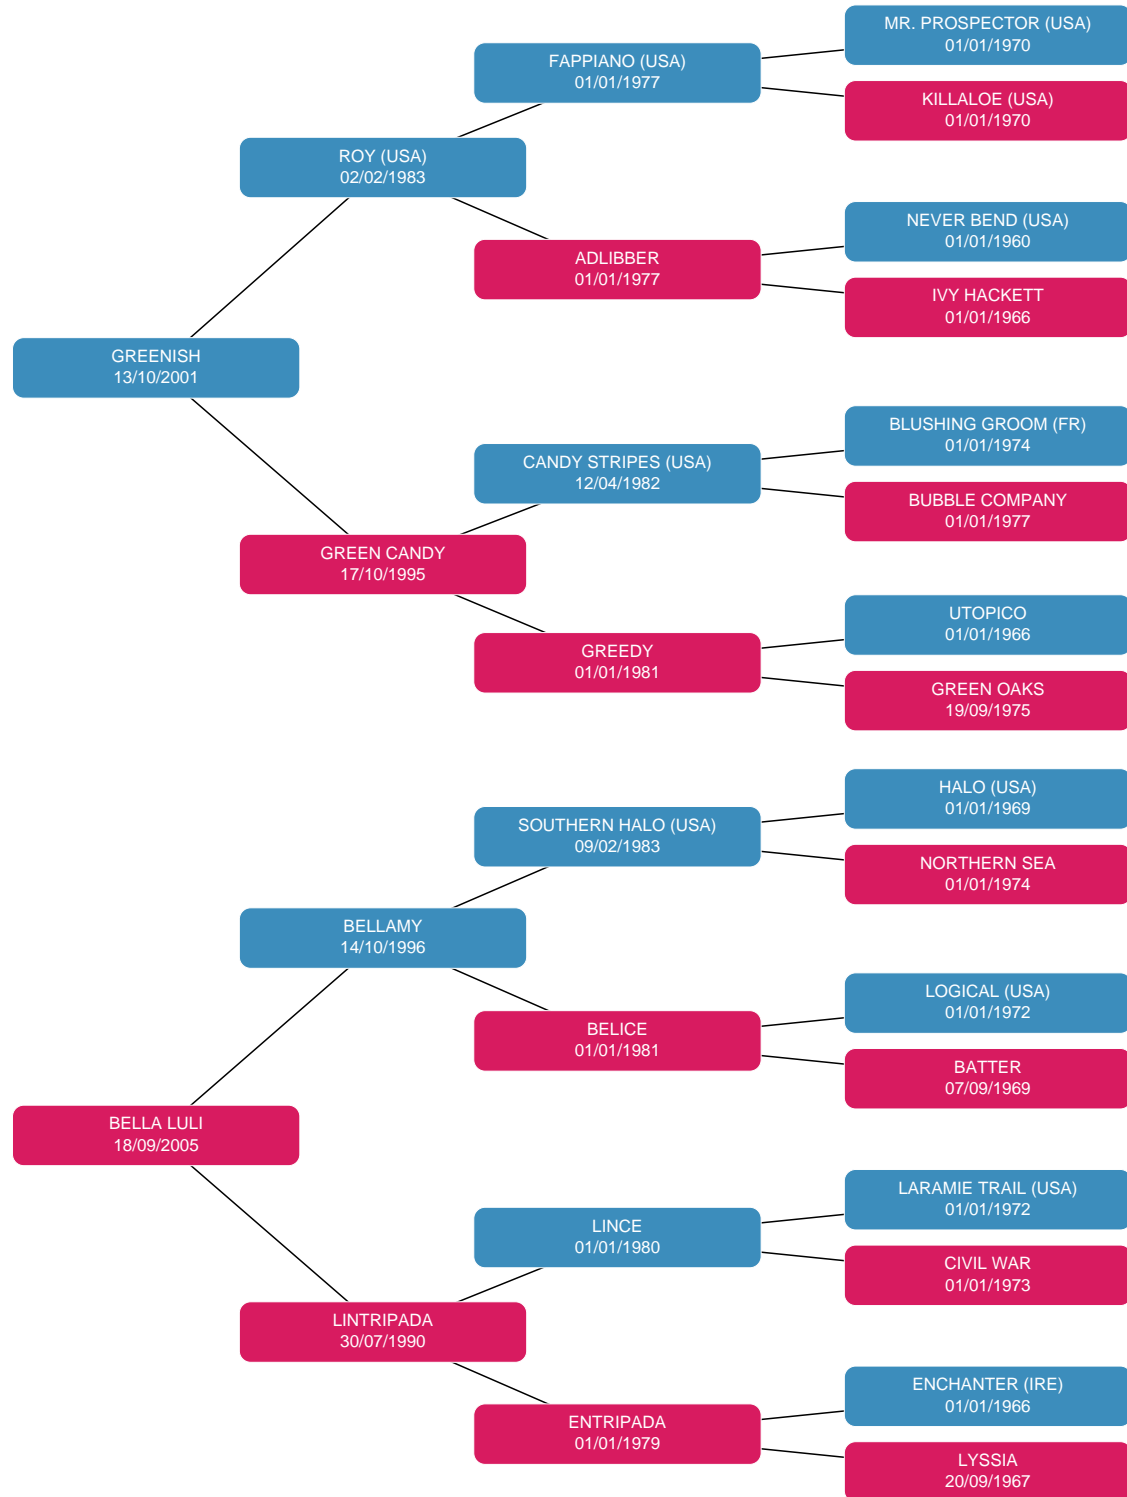 MR. PROSPECTOR (USA)
01/01/1970
FAPPIANO (USA)
01/01/1977
KILLALOE (USA)
01/01/1970
ROY (USA)
02/02/1983
NEVER BEND (USA)
01/01/1960
ADLIBBER
01/01/1977
IVY HACKETT
01/01/1966
GREENISH
13/10/2001
BLUSHING GROOM (FR)
01/01/1974
CANDY STRIPES (USA)
12/04/1982
BUBBLE COMPANY
01/01/1977
GREEN CANDY
17/10/1995
UTOPICO
01/01/1966
GREEDY
01/01/1981
GREEN OAKS
19/09/1975
HALO (USA)
01/01/1969
SOUTHERN HALO (USA)
09/02/1983
NORTHERN SEA
01/01/1974
BELLAMY
14/10/1996
LOGICAL (USA)
01/01/1972
BELICE
01/01/1981
BATTER
07/09/1969
BELLA LULI
18/09/2005
LARAMIE TRAIL (USA)
01/01/1972
LINCE
01/01/1980
CIVIL WAR
01/01/1973
LINTRIPADA
30/07/1990
ENCHANTER (IRE)
01/01/1966
ENTRIPADA
01/01/1979
LYSSIA
20/09/1967